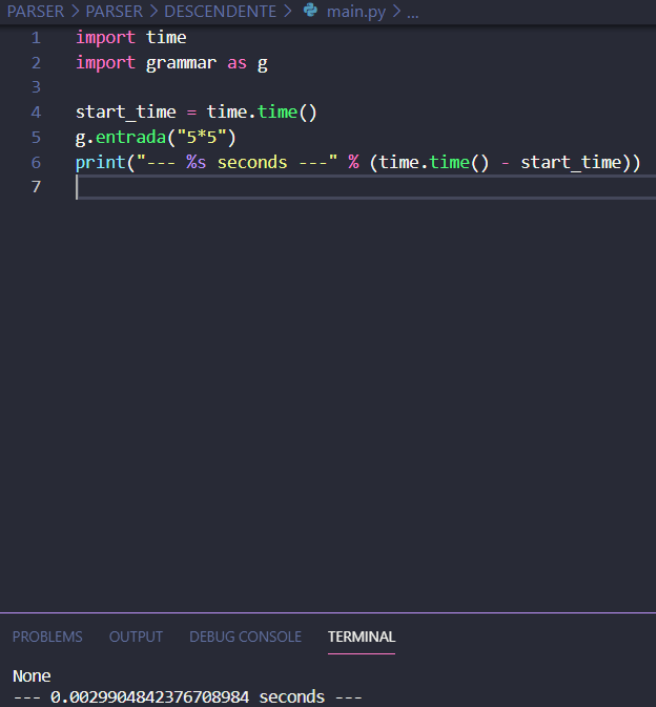 PARSER > PARSER > DESCENDENTE > main.py > ...
1 import time
2 import grammar as g
3
4 start_time = time.time()
5 g.entrada("5*5")
6 print("--- %s seconds ---" % (time.time() - start_time))
7
PROBLEMS OUTPUT DEBUG CONSOLE TERMINAL
None
--- 0.0029904842376708984 seconds ---